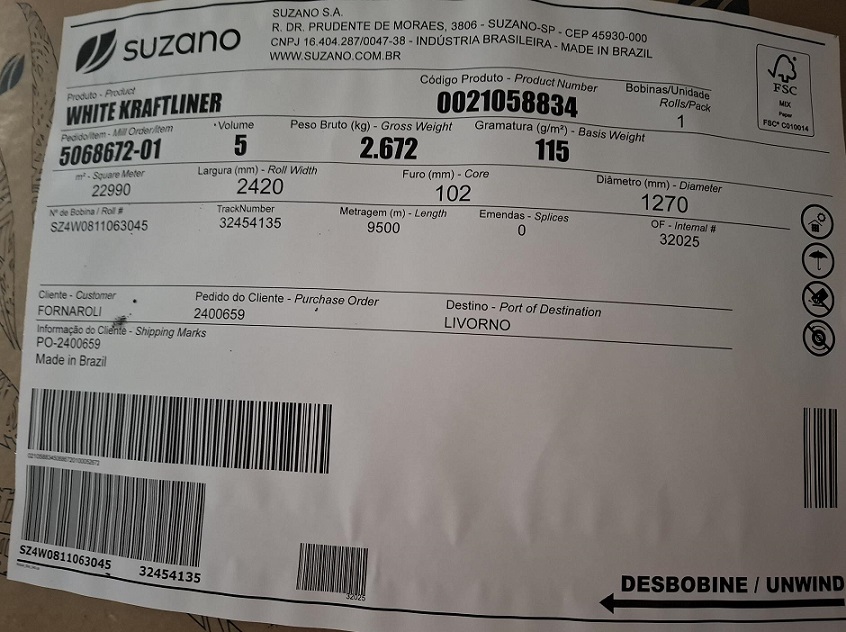 suzano
SUZANO S.A.
R. DR. PRUDENTE DE MORAES, 3806 - SUZANO-SP - CEP 45930-000
CNPJ 16.404.287/0047-38 - INDÚSTRIA BRASILEIRA - MADE IN BRAZIL
WWW.SUZANO.COM.BR
FSC
MIX
Paper
FSC® C010014
Produto - Product
WHITE KRAFTLINER
Código Produto - Product Number
0021058834
Bobinas/Unidade
Rolls/Pack
1
Pedido/Item - Mill Order/Item
5068672-01
Volume
5
Peso Bruto (kg) - Gross Weight
2.672
Gramatura (g/m²) - Basis Weight
115
m² - Square Meter
22990
Largura (mm) - Roll Width
2420
Furo (mm) - Core
102
Diâmetro (mm) - Diameter
1270
Nº de Bobina / Roll #
SZ4W0811063045
TrackNumber
32454135
Metragem (m) - Length
9500
Emendas - Splices
0
OF - Internal #
32025
Cliente - Customer
FORNAROLI
Pedido do Cliente - Purchase Order
2400659
Destino - Port of Destination
LIVORNO
Informação do Cliente - Shipping Marks
PO-2400659
Made in Brazil
SZ4W0811063045 32454135
32025
DESBOBINE / UNWIND